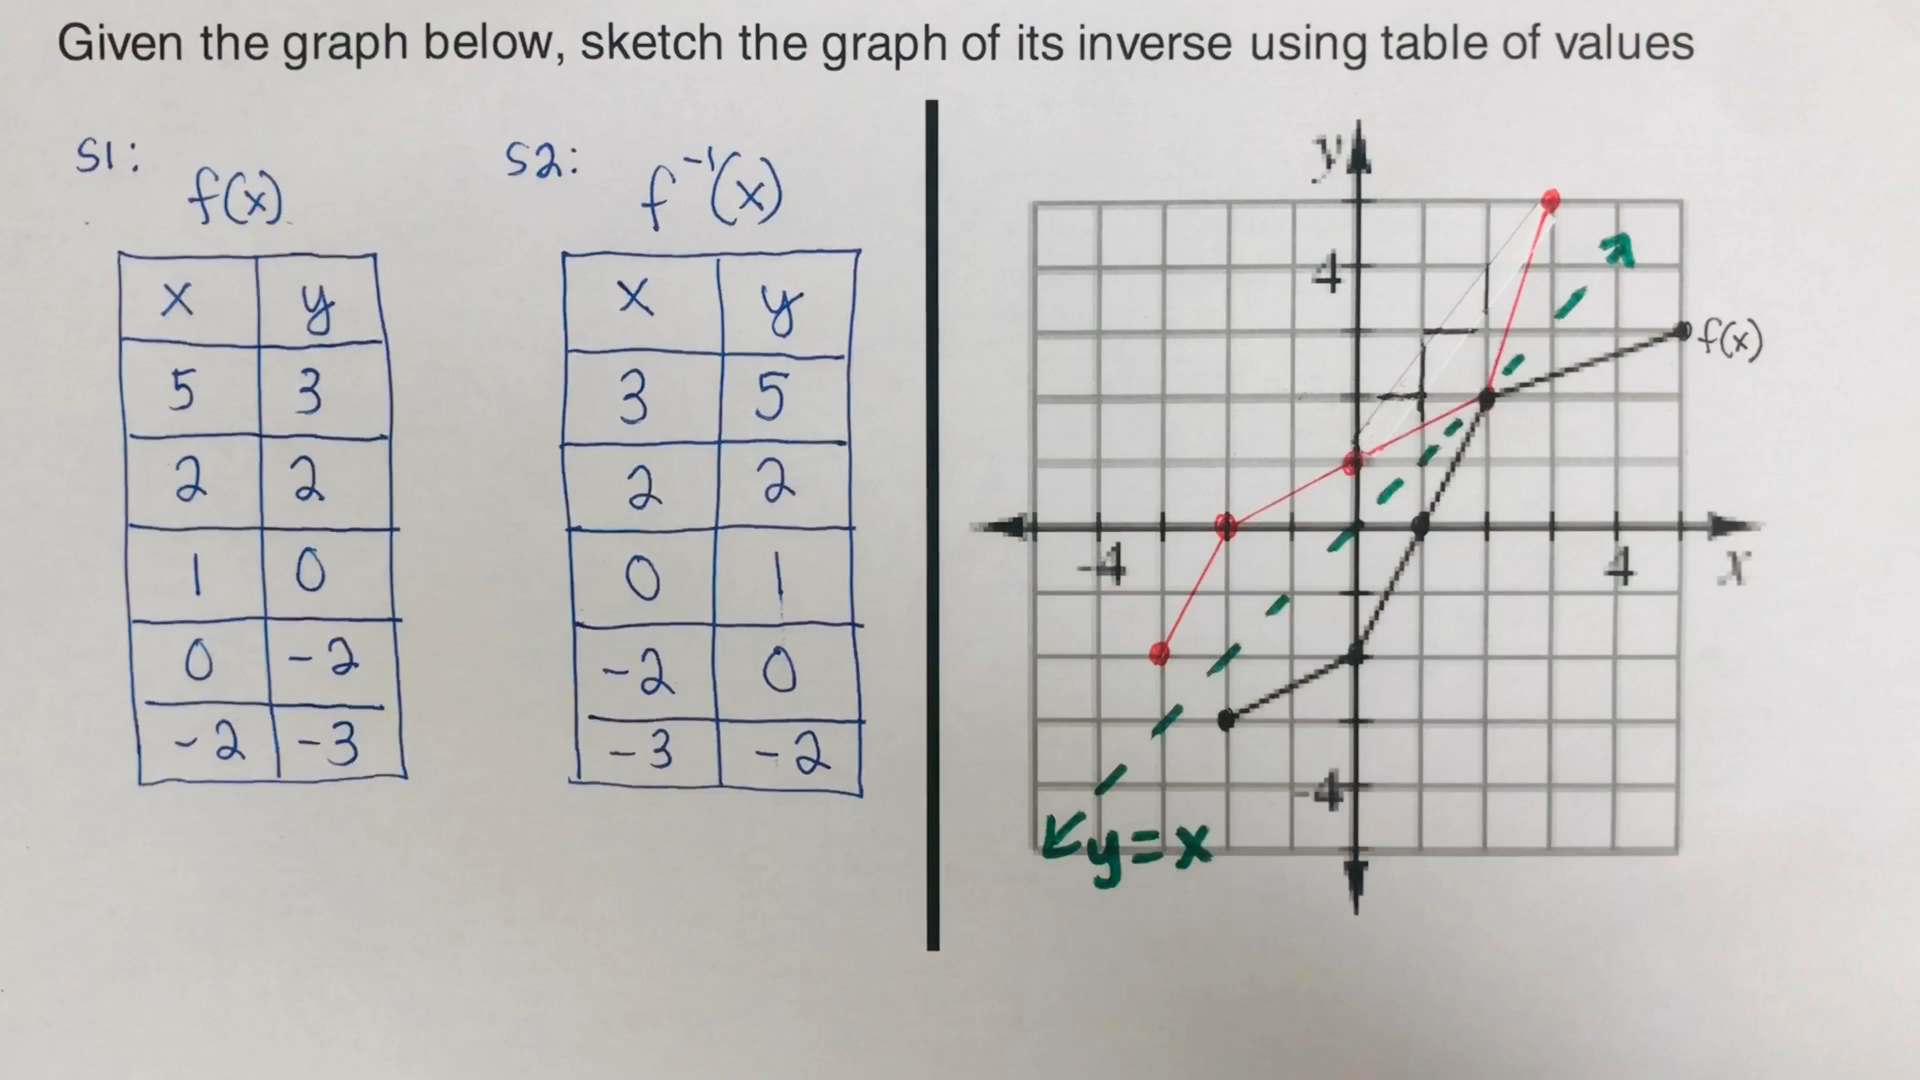 Given the graph below, sketch the graph of its inverse using table of values
S1:
f(x)
x y
5 3
2 2
1 0
0 -2
-2 -3
S2:
f⁻¹(x)
x y
3 5
2 2
0 1
-2 0
-3 -2
y
4
f(x)
-4
4
x
-4
y=x